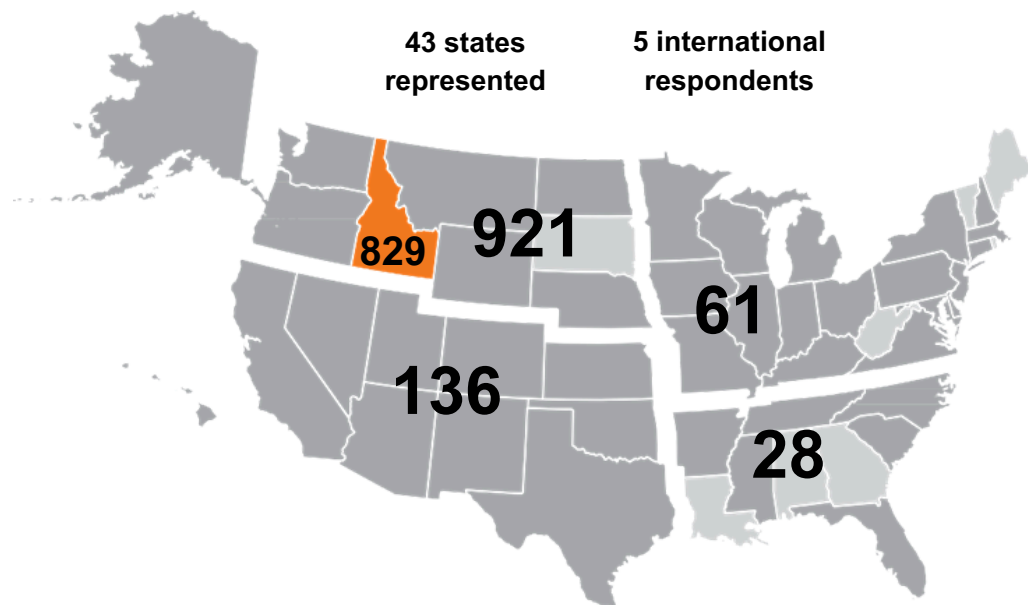 43 states
represented
5 international
respondents
829
921
61
136
28